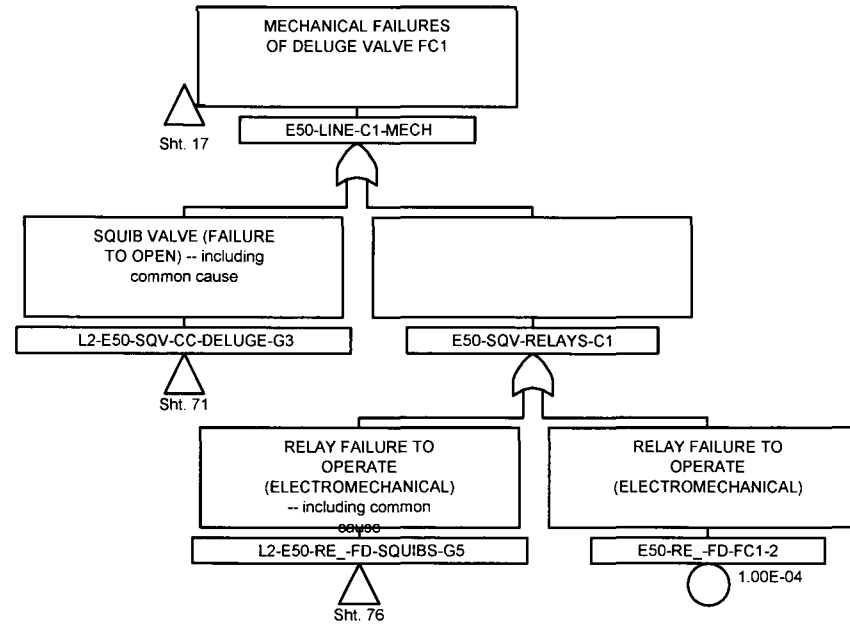 MECHANICAL FAILURES
OF DELUGE VALVE FC1
Sht. 17
E50-LINE-C1-MECH
SQUIB VALVE (FAILURE
TO OPEN) -- including
common cause
L2-E50-SQV-CC-DELUGE-G3
E50-SQV-RELAYS-C1
Sht. 71
RELAY FAILURE TO
OPERATE
(ELECTROMECHANICAL)
-- including common
cause
RELAY FAILURE TO
OPERATE
(ELECTROMECHANICAL)
L2-E50-RE_-FD-SQUIBS-G5
E50-RE_-FD-FC1-2
1.00E-04
Sht. 76